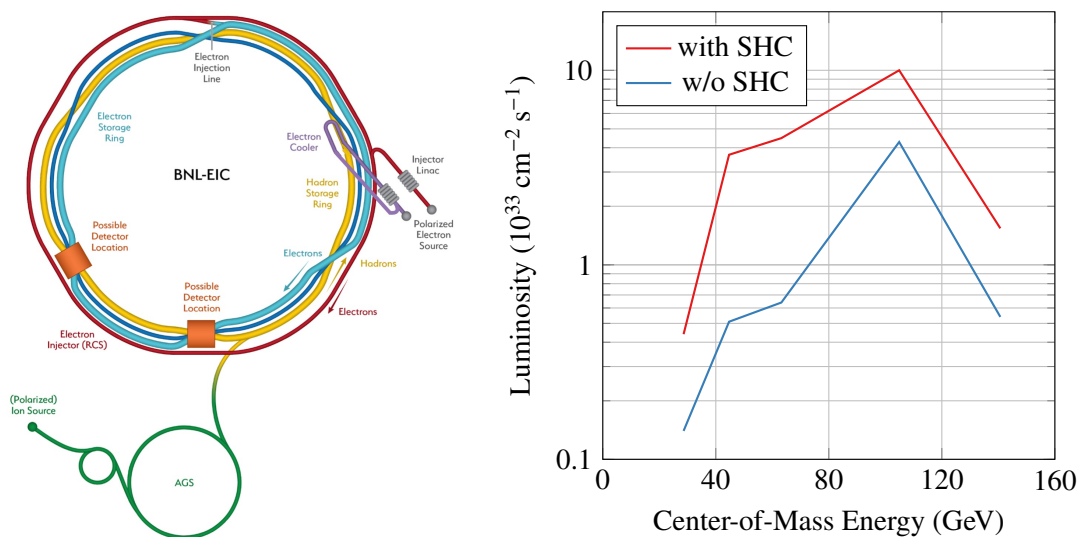 Electron
Injection
Line
Electron
Storage
Ring
Electron
Cooler
Injector
Linac
BNL-EIC
Hadron
Storage
Ring
Polarized
Electron
Source
Possible
Detector
Location
Electrons
Hadrons
Possible
Detector
Location
Electrons
Electron
Injector (RCS)
(Polarized)
Ion Source
AGS
with SHC
w/o SHC
Luminosity (10³³ cm⁻² s⁻¹)
10
1
0.1
0 40 80 120 160
Center-of-Mass Energy (GeV)